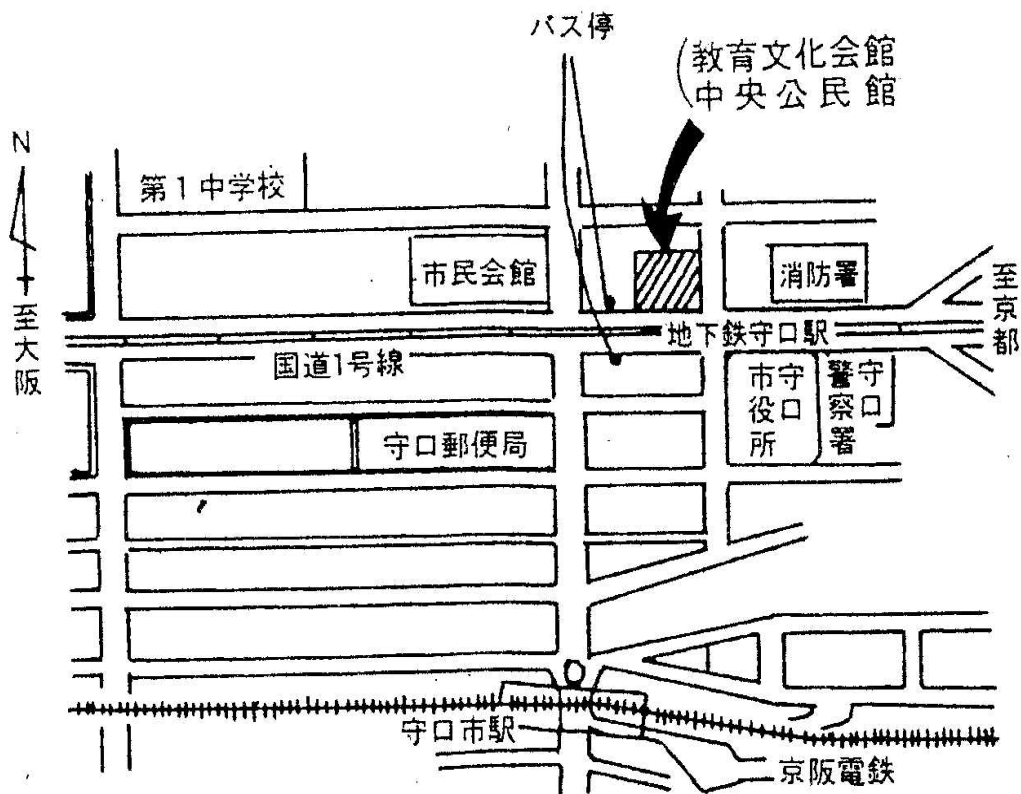 バス停
教育文化会館
中央公民館
N
第1中学校
市民会館
消防署
至大阪
至京都
地下鉄守口駅
国道1号線
守口市役所
守口警察署
守口郵便局
守口市駅
京阪電鉄